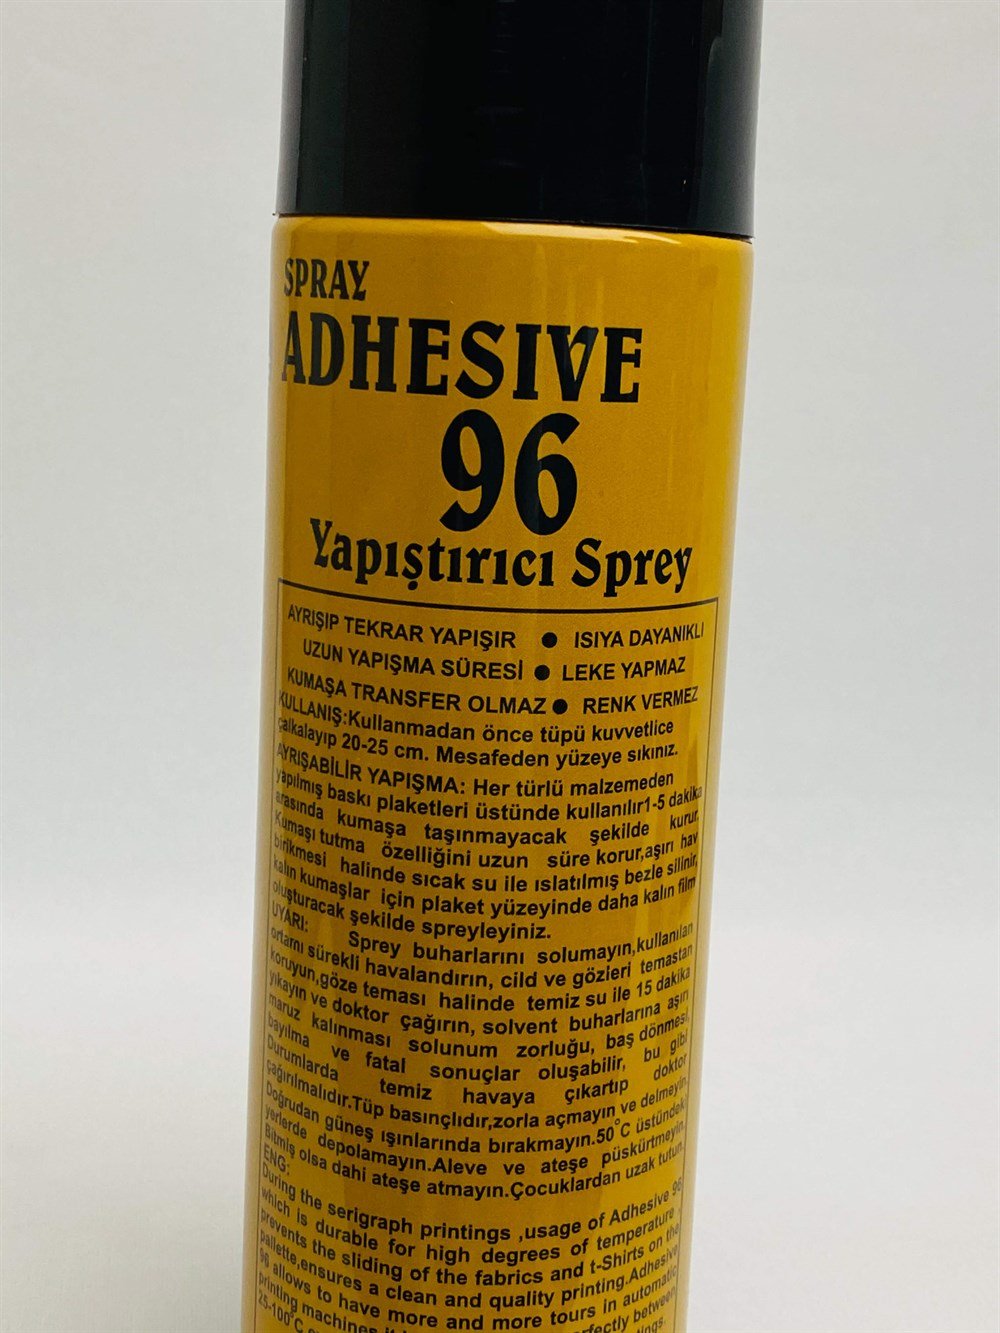 SPRAY
ADHESIVE
96
Yapıştırıcı Sprey
AYRIŞIP TEKRAR YAPIŞIR ● ISIYA DAYANIKLI
UZUN YAPIŞMA SÜRESİ ● LEKE YAPMAZ
KUMAŞA TRANSFER OLMAZ ● RENK VERMEZ
KULLANIŞ:Kullanmadan önce tüpü kuvvetlice
çalkalayıp 20-25 cm. Mesafeden yüzeye sıkınız.
AYRIŞABİLİR YAPIŞMA: Her türlü malzemeden
yapılmış baskı plaketleri üstünde kullanılır1-5 dakika
arasında kumaşa taşınmayacak şekilde kurur,
Kumaşı tutma özelliğini uzun süre korur,aşırı hav
birikmesi halinde sıcak su ile ıslatılmış bezle silinir,
kalın kumaşlar için plaket yüzeyinde daha kalın film
oluşturacak şekilde spreyleyiniz.
UYARI: Sprey buharlarını solumayın,kullanılan
ortamı sürekli havalandırın, cild ve gözleri temastan
koruyun,göze teması halinde temiz su ile 15 dakika
yıkayın ve doktor çağırın, solvent buharlarına aşırı
maruz kalınması solunum zorluğu, baş dönmesi,
bayılma ve fatal sonuçlar oluşabilir, bu gibi
Durumlarda temiz havaya çıkartıp doktor
çağırılmalıdır.Tüp basınçlıdır,zorla açmayın ve delmeyin.
Doğrudan güneş ışınlarında bırakmayın.50°C üstündeki
yerlerde depolamayın.Aleve ve ateşe püskürtmeyin.
Bitmiş olsa dahi ateşe atmayın.Çocuklardan uzak tutun.
ENG:
During the serigraph printings ,usage of Adhesive 96
which is durable for high degrees of temperature ,
prevents the sliding of the fabrics and t-Shirts on the
pallette,ensures a clean and quality printing.Adhesive
96 allows to have more and more tours in automatic
printing machines perfectly between
25-100°C